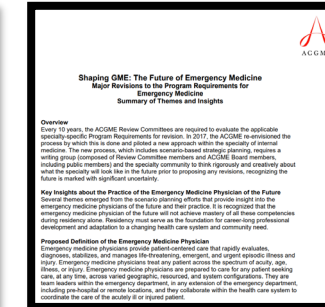 ACGM
Shaping GME: The Future of Emergency Medicine
Major Revisions to the Program Requirements for
Emergency Medicine
Summary of Themes and Insights
Overview
Every 10 years, the ACGME Review Committees are required to evaluate the applicable
specialty-specific Program Requirements for revision. In 2017, the ACGME re-envisioned the
process by which this is done and piloted a new approach within the specialty of internal
medicine. The new process, which includes scenario-based strategic planning, requires a
writing group (composed of Review Committee members and ACGME Board members,
including public members) and the specialty community to think rigorously and creatively about
what the specialty will look like in the future prior to proposing any revisions, recognizing the
future is marked with significant uncertainty.
Key Insights about the Practice of the Emergency Medicine Physician of the Future
Several themes emerged from the scenario planning efforts that provide insight into the
emergency medicine physicians of the future and their practice. It is recognized that the
emergency medicine physician of the future will not achieve mastery of all these competencies
during residency alone. Residency must serve as the foundation for career-long professional
development and adaptation to a changing health care system and community need.
Proposed Definition of the Emergency Medicine Physician
Emergency medicine physicians provide patient-centered care that rapidly evaluates,
diagnoses, stabilizes, and manages life-threatening, emergent, and urgent episodic illness and
injury. Emergency medicine physicians treat any patient across the spectrum of acuity, age,
illness, or injury. Emergency medicine physicians are prepared to care for any patient seeking
care, at any time, across varied geographic, resourced, and system configurations. They are
team leaders within the emergency department, in any extension of the emergency department,
including pre-hospital or remote locations, and they collaborate within the care system to
coordinate the care of the acutely ill or injured patient.